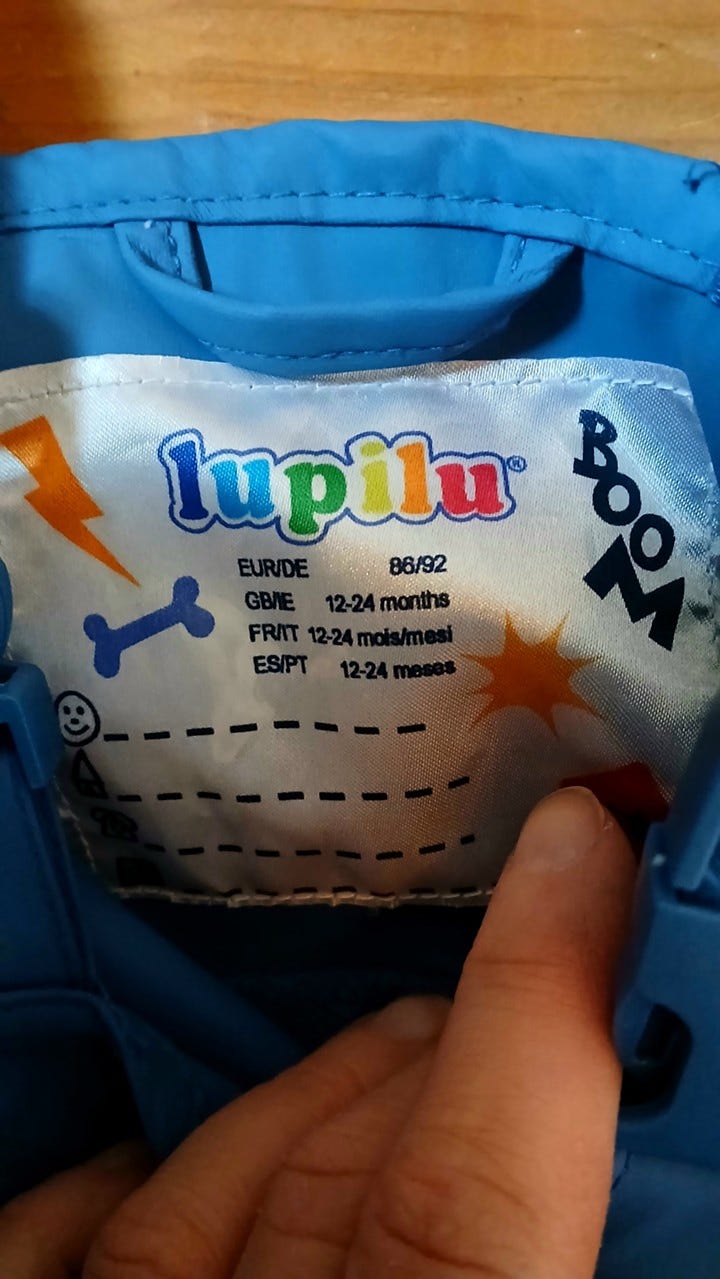 lupilu®
BOOM
EUR/DE 86/92
GB/IE 12-24 months
FR/IT 12-24 mois/mesi
ES/PT 12-24 meses